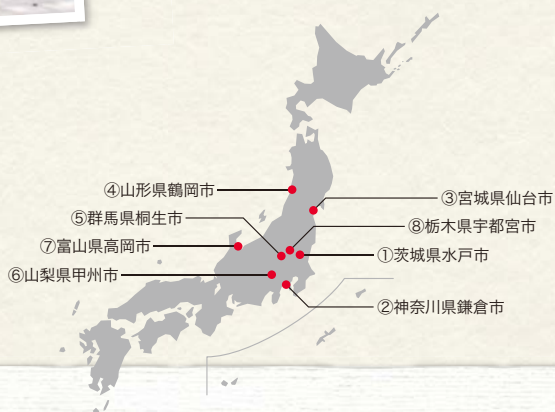 ④山形県鶴岡市
③宮城県仙台市
⑤群馬県桐生市
⑧栃木県宇都宮市
⑦富山県高岡市
①茨城県水戸市
⑥山梨県甲州市
②神奈川県鎌倉市